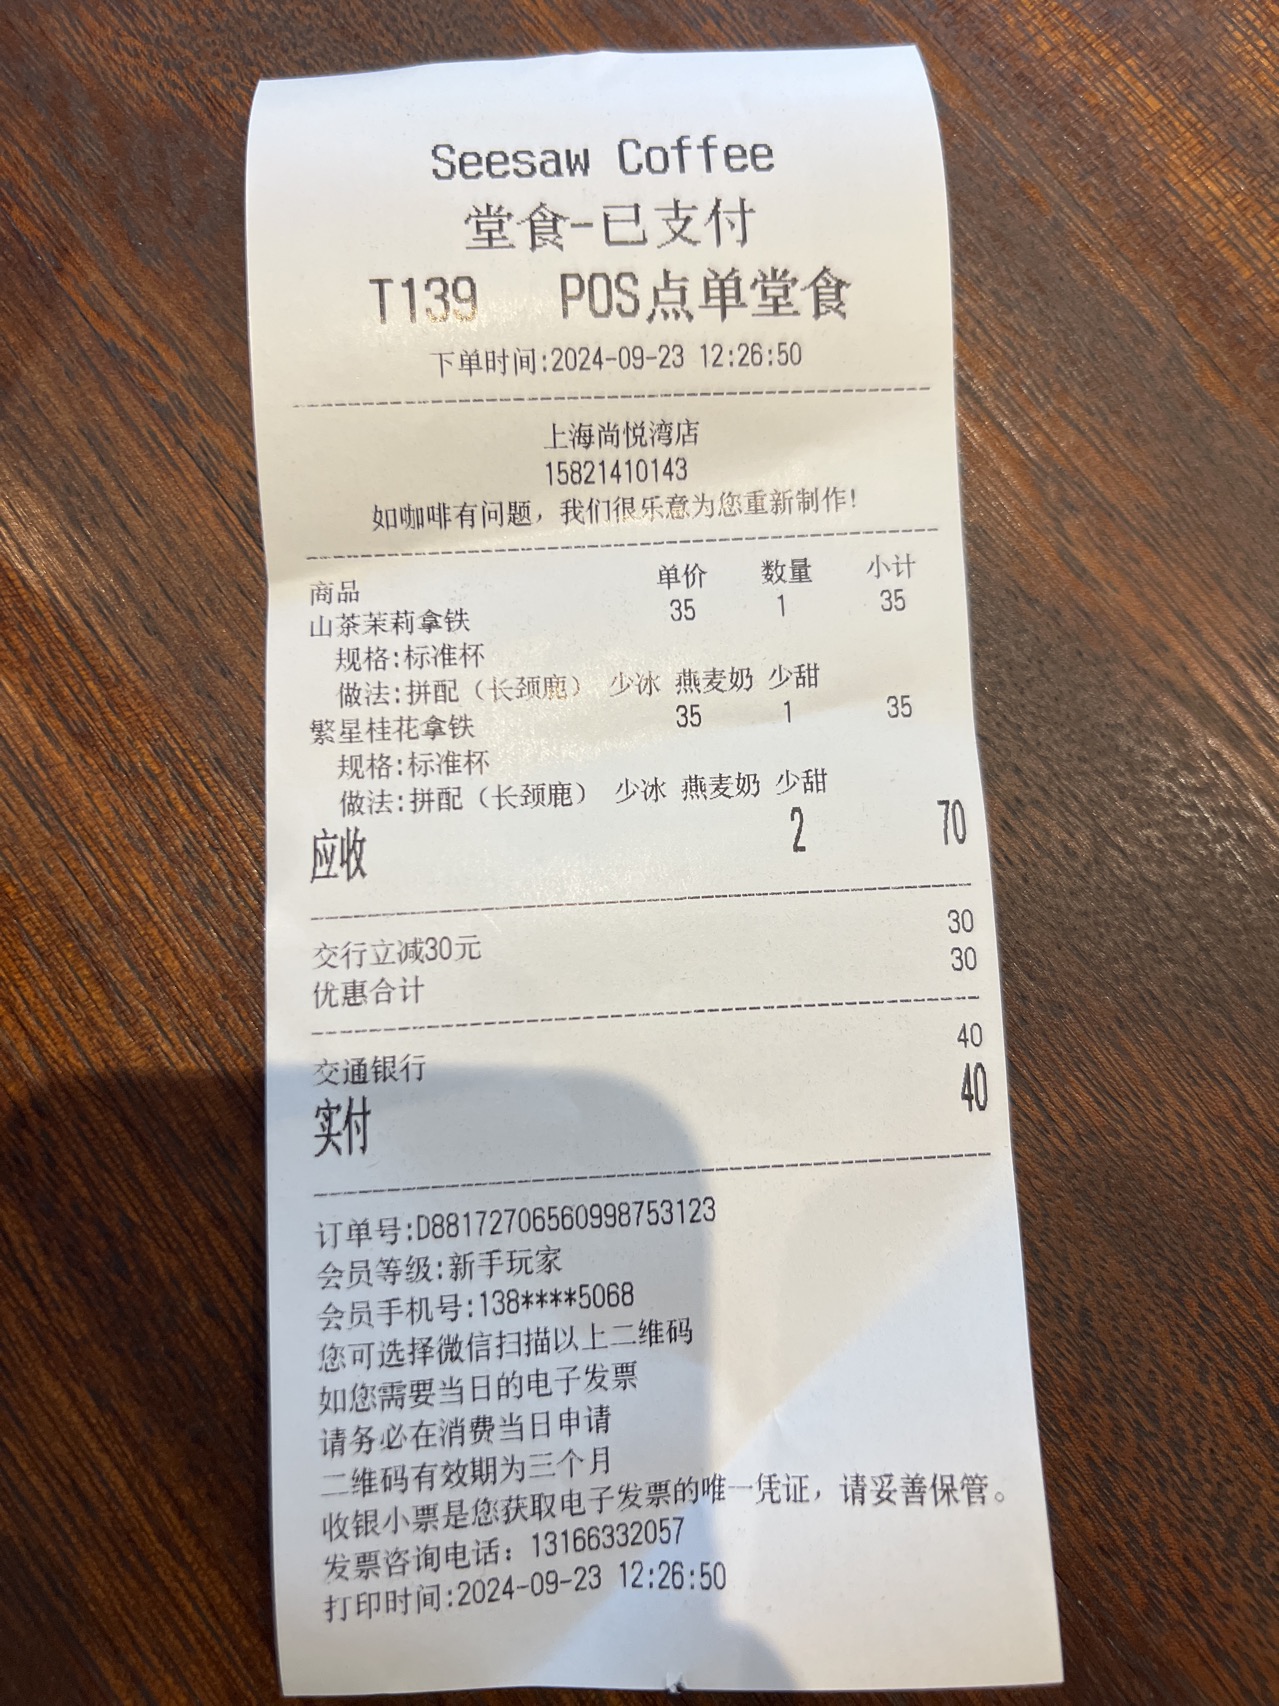 Seesaw Coffee
堂食-已支付
T139 POS点单堂食
下单时间:2024-09-23 12:26:50
上海尚悦湾店
15821410143
如咖啡有问题，我们很乐意为您重新制作!
商品 单价 数量 小计
山茶茉莉拿铁 35 1 35
规格:标准杯
做法:拼配（长颈鹿） 少冰 燕麦奶 少甜
繁星桂花拿铁 35 1 35
规格:标准杯
做法:拼配（长颈鹿） 少冰 燕麦奶 少甜
应收 2 70
交行立减30元 30
优惠合计 30
交通银行 40
实付 40
订单号:D881727065609987531​23
会员等级:新手玩家
会员手机号:138****5068
您可选择微信扫描以上二维码
如您需要当日的电子发票
请务必在消费当日申请
二维码有效期为三个月
收银小票是您获取电子发票的唯一凭证，请妥善保管。
发票咨询电话：13166332057
打印时间:2024-09-23 12:26:50